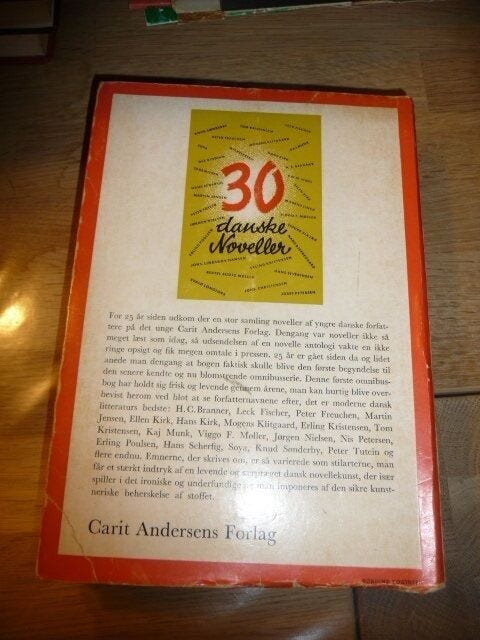 30
danske
Noveller
For 25 år siden udkom der en stor samling noveller af yngre danske forfat-
tere på det unge Carit Andersens Forlag. Dengang var noveller ikke så
meget læst som idag, så udsendelsen af en novelle antologi vakte en ikke
ringe opsigt og fik megen omtale i pressen. 25 år er gået siden da og lidet
anede man dengang at bogen faktisk skulle blive den første begyndelse til
den senere kendte og nu blomstrende omnibusserie. Denne første omnibus-
bog har holdt sig frisk og levende gennem årene, man kan hurtig blive over-
bevist herom ved blot at se forfatternavnene efter, det er moderne dansk
litteraturs bedste: H.C. Branner, Leck Fischer, Peter Freuchen, Martin
Jensen, Ellen Kirk, Hans Kirk, Mogens Klitgaard, Erling Kristensen, Tom
Kristensen, Kaj Munk, Viggo F. Møller, Jørgen Nielsen, Nis Petersen,
Erling Poulsen, Hans Scherfig, Soya, Knud Sønderby, Peter Tutein og
flere endnu. Emnerne, der skrives om, er så varierede som stilarterne, man
får et stærkt indtryk af en levende og særpræget dansk novellekunst, der især
spiller i det ironiske og underfundige og man imponeres af den sikre kunst-
neriske beherskelse af stoffet.
Carit Andersens Forlag